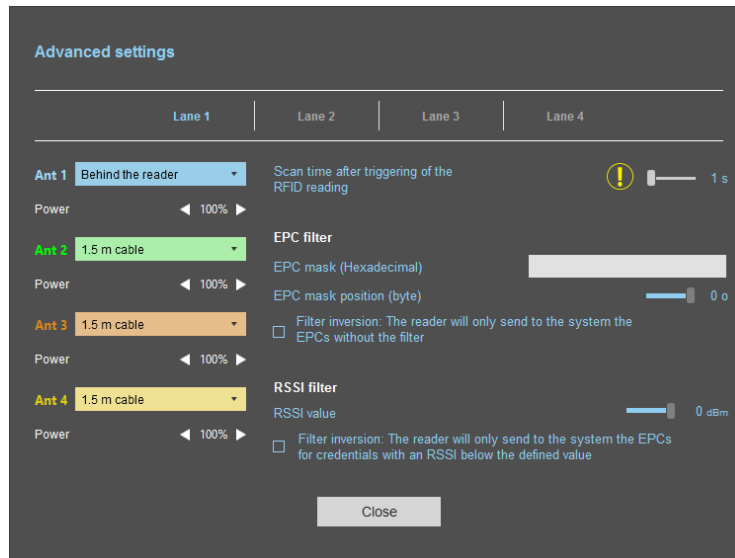 Advanced settings
Lane 1
Lane 2
Lane 3
Lane 4
Ant 1 Behind the reader
Power 100%
Ant 2 1.5 m cable
Power 100%
Ant 3 1.5 m cable
Power 100%
Ant 4 1.5 m cable
Power 100%
Scan time after triggering of the
RFID reading
! 1 s
EPC filter
EPC mask (Hexadecimal)
EPC mask position (byte) 0 o
Filter inversion: The reader will only send to the system the
EPCs without the filter
RSSI filter
RSSI value 0 dBm
Filter inversion: The reader will only send to the system the EPCs
for credentials with an RSSI below the defined value
Close